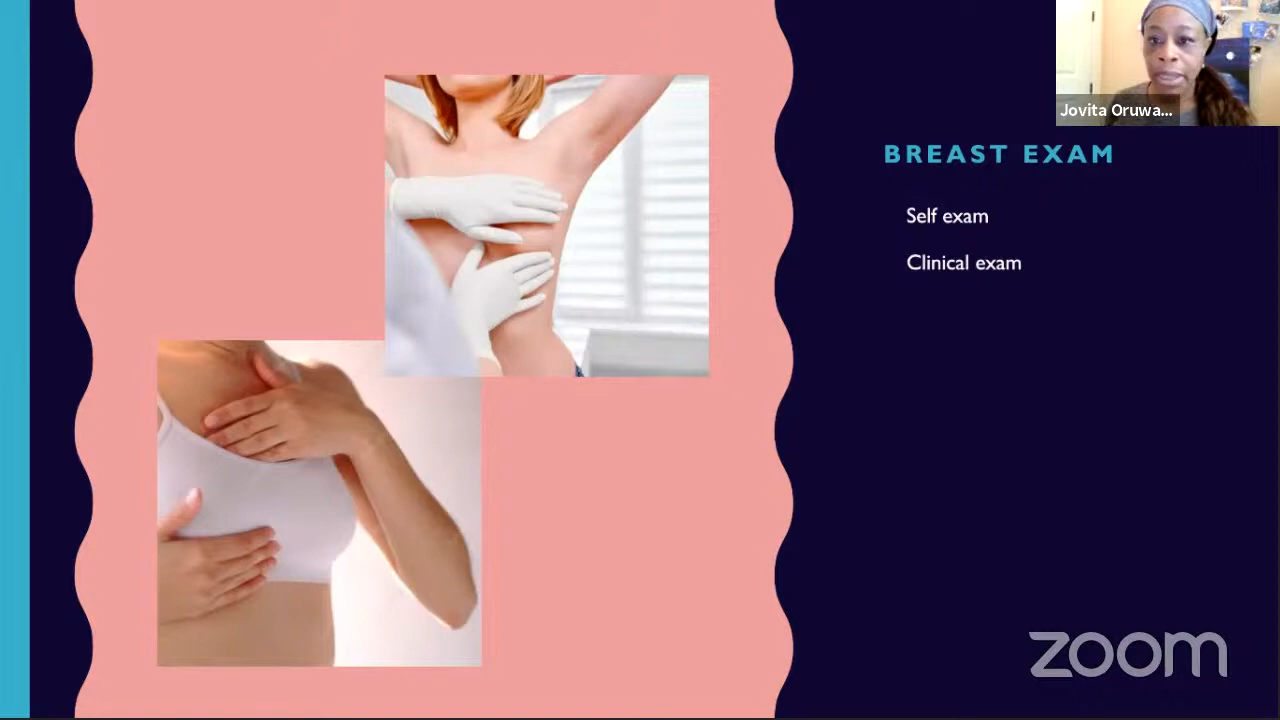 Jovita Oruwa...
BREAST EXAM
Self exam
Clinical exam
zoom